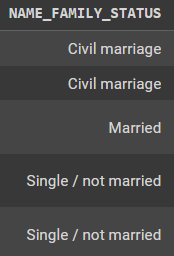 NAME_FAMILY_STATUS
Civil marriage
Civil marriage
Married
Single / not married
Single / not married